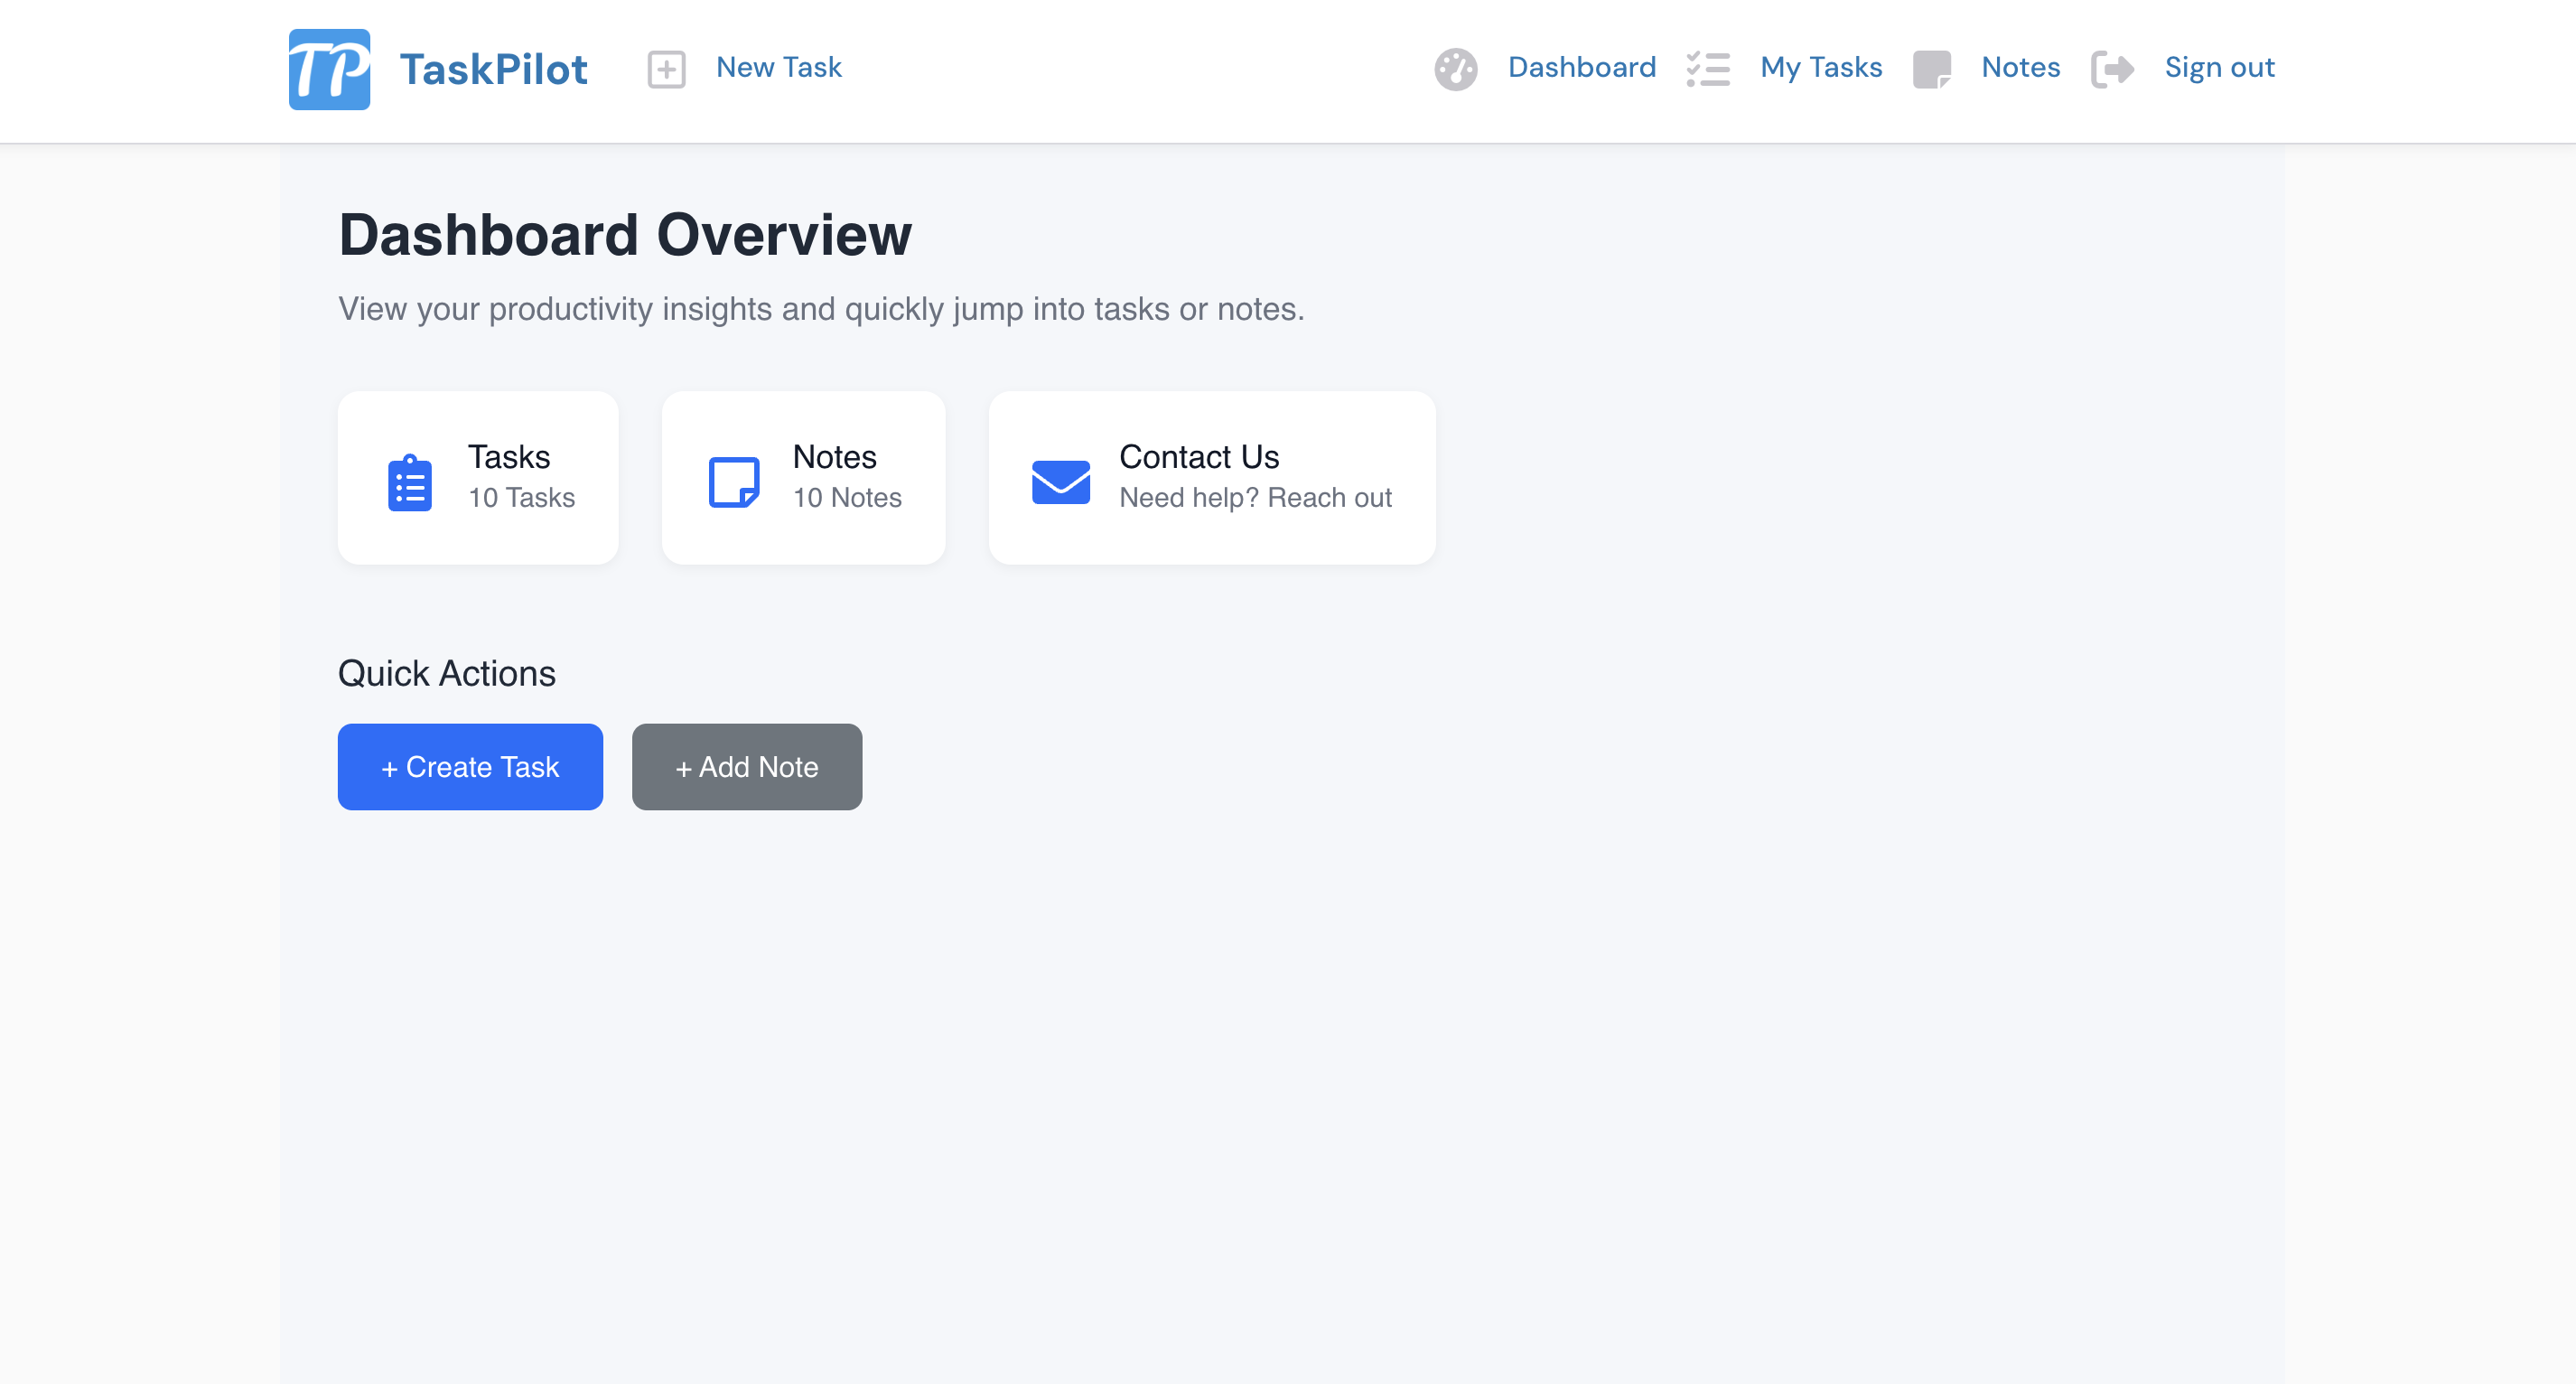 TP TaskPilot New Task Dashboard My Tasks Notes Sign out
Dashboard Overview
View your productivity insights and quickly jump into tasks or notes.
Tasks
10 Tasks
Notes
10 Notes
Contact Us
Need help? Reach out
Quick Actions
+ Create Task
+ Add Note